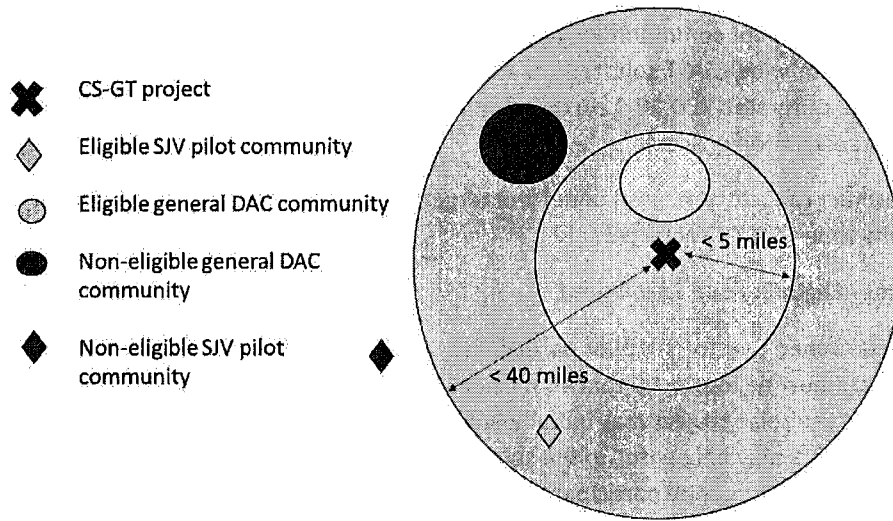 CS-GT project
Eligible SJV pilot community
Eligible general DAC community
Non-eligible general DAC
community
Non-eligible SJV pilot
community
< 5 miles
< 40 miles